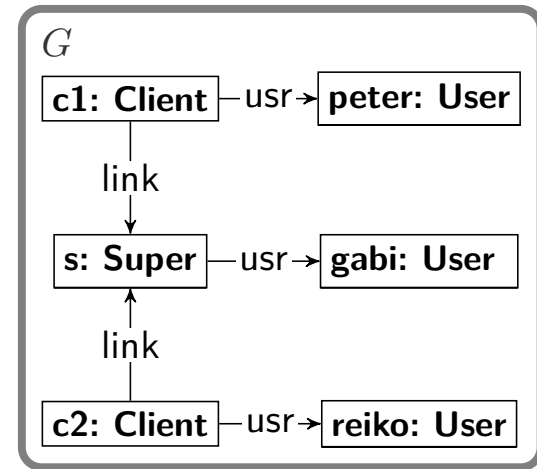 G
c1: Client usr peter: User
link
s: Super usr gabi: User
link
c2: Client usr reiko: User